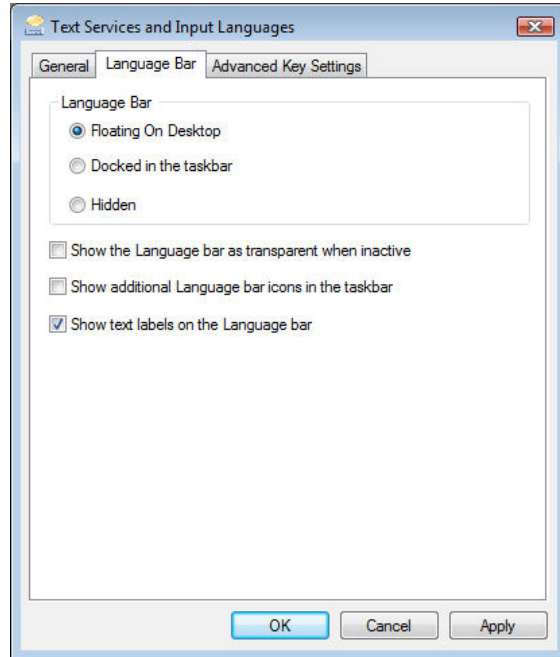 Text Services and Input Languages
General Language Bar Advanced Key Settings
Language Bar
Floating On Desktop
Docked in the taskbar
Hidden
Show the Language bar as transparent when inactive
Show additional Language bar icons in the taskbar
Show text labels on the Language bar
OK Cancel Apply